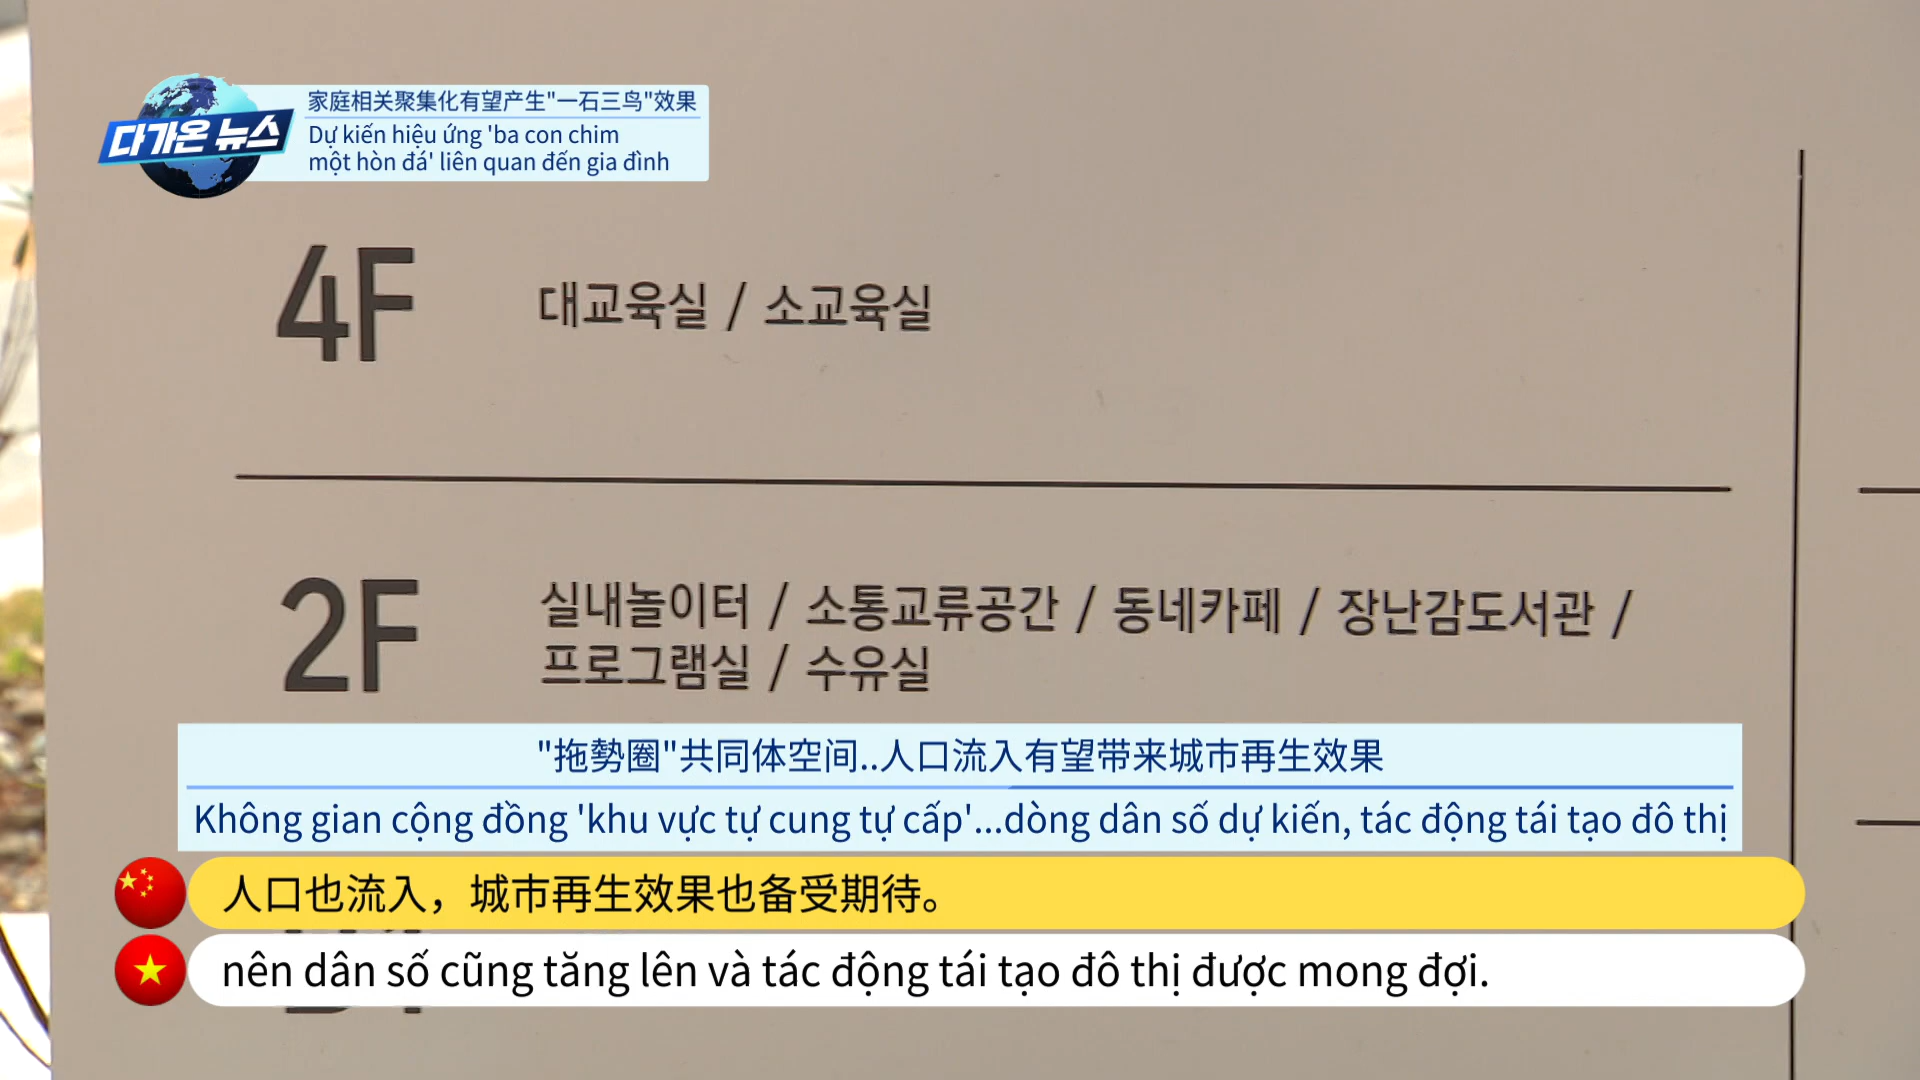 다가온 뉴스
家庭相关聚集化有望产生"一石三鸟"效果
Dự kiến hiệu ứng 'ba con chim
một hòn đá' liên quan đến gia đình
4F 대교육실 / 소교육실
2F 실내놀이터 / 소통교류공간 / 동네카페 / 장난감도서관 /
프로그램실 / 수유실
"拖勢圈"共同体空间..人口流入有望带来城市再生效果
Không gian cộng đồng 'khu vực tự cung tự cấp'...dòng dân số dự kiến, tác động tái tạo đô thị
人口也流入，城市再生效果也备受期待。
nên dân số cũng tăng lên và tác động tái tạo đô thị được mong đợi.